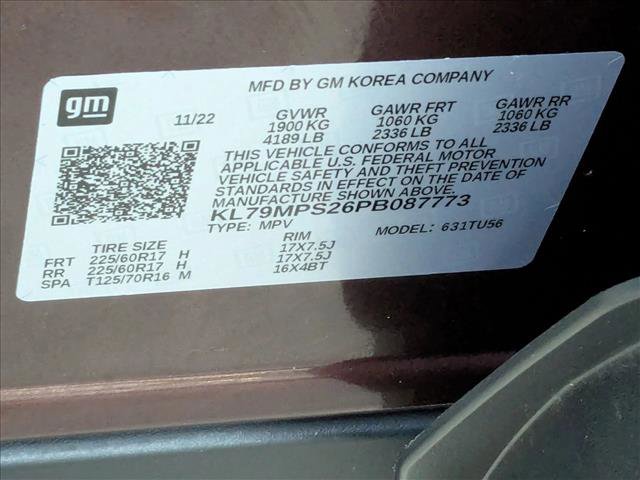 MFD BY GM KOREA COMPANY
gm
11/22 GVWR GAWR FRT GAWR RR
1900 KG 1060 KG 1060 KG
4189 LB 2336 LB 2336 LB
THIS VEHICLE CONFORMS TO ALL
APPLICABLE U.S. FEDERAL MOTOR
VEHICLE SAFETY AND THEFT PREVENTION
STANDARDS IN EFFECT ON THE DATE OF
MANUFACTURE SHOWN ABOVE.
KL79MPS26PB087773
TYPE: MPV MODEL: 631TU56
TIRE SIZE RIM
FRT 225/60R17 H 17X7.5J
RR 225/60R17 H 17X7.5J
SPA T125/70R16 M 16X4BT